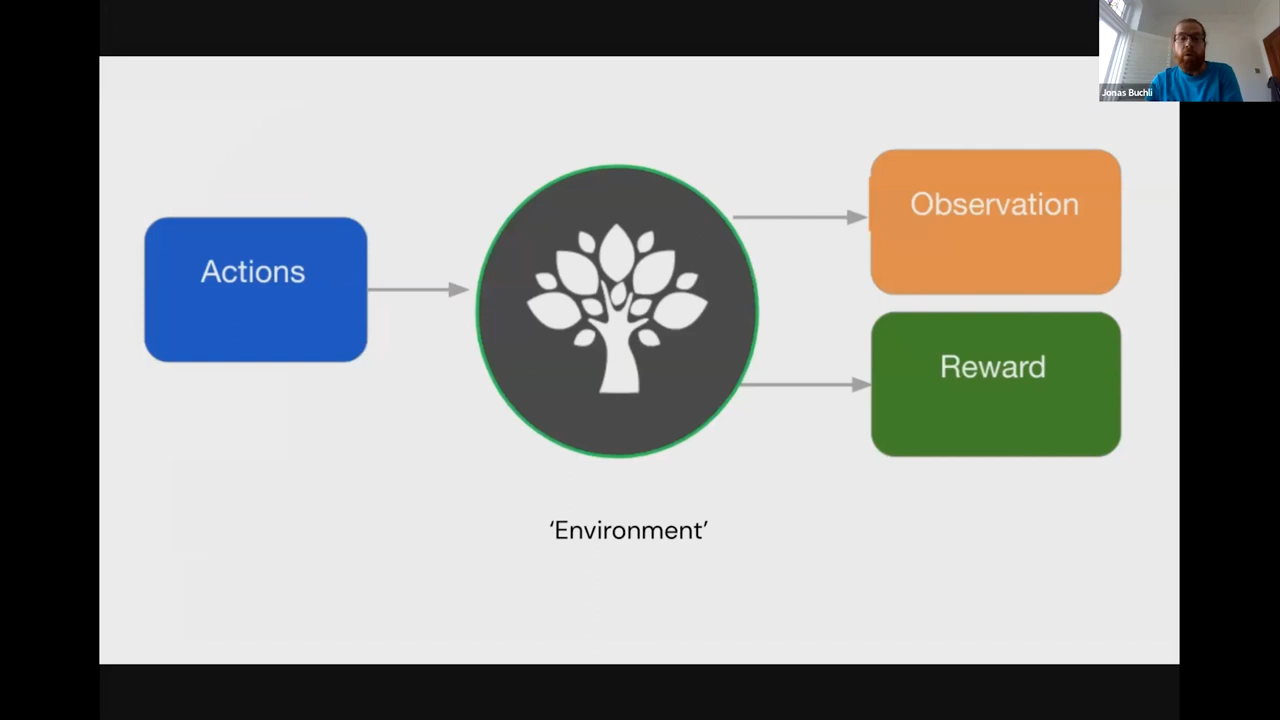 Jonas Buchli
Actions
Observation
Reward
‘Environment’